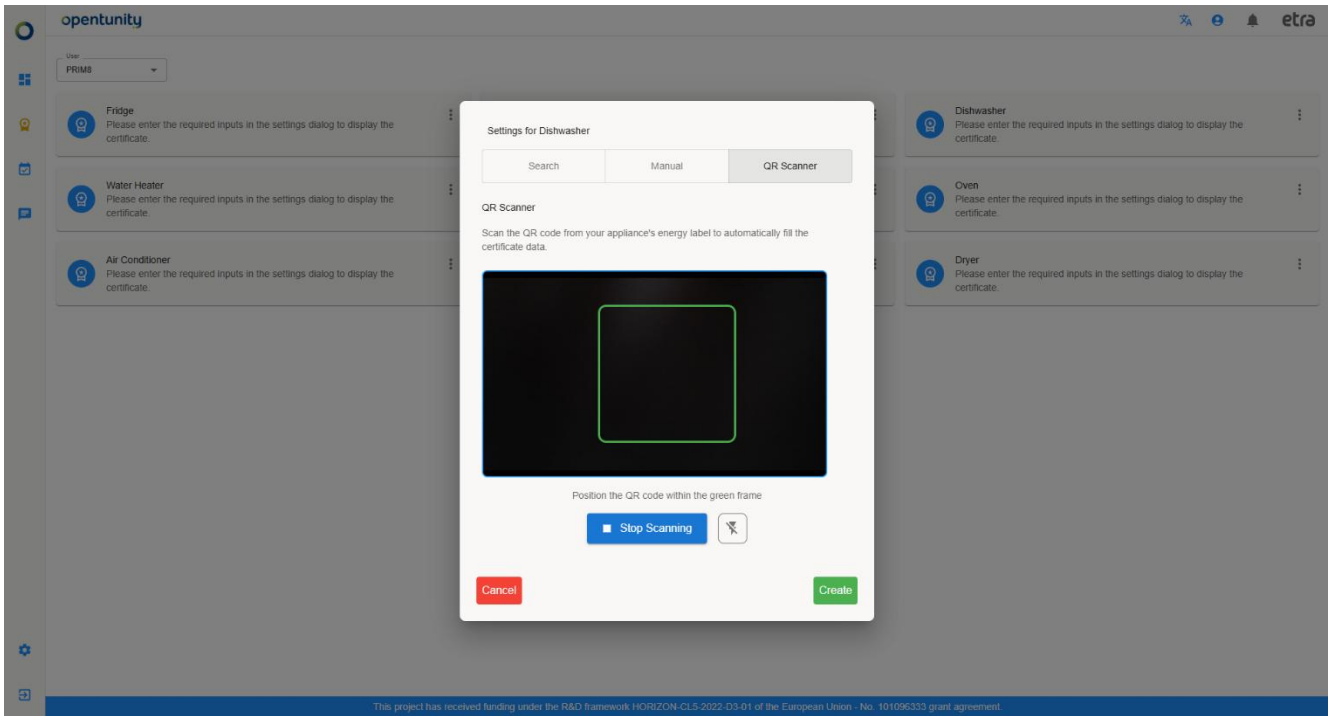 opentunity
etra
User
PRIM8
Fridge
Please enter the required inputs in the settings dialog to display the
certificate.
Dishwasher
Please enter the required inputs in the settings dialog to display the
certificate.
Water Heater
Please enter the required inputs in the settings dialog to display the
certificate.
Oven
Please enter the required inputs in the settings dialog to display the
certificate.
Air Conditioner
Please enter the required inputs in the settings dialog to display the
certificate.
Dryer
Please enter the required inputs in the settings dialog to display the
certificate.
Settings for Dishwasher
Search Manual QR Scanner
QR Scanner
Scan the QR code from your appliance's energy label to automatically fill the
certificate data.
Position the QR code within the green frame
Stop Scanning
Cancel Create
This project has received funding under the R&D framework HORIZON-CL5-2022-D3-01 of the European Union - No. 101096333 grant agreement.